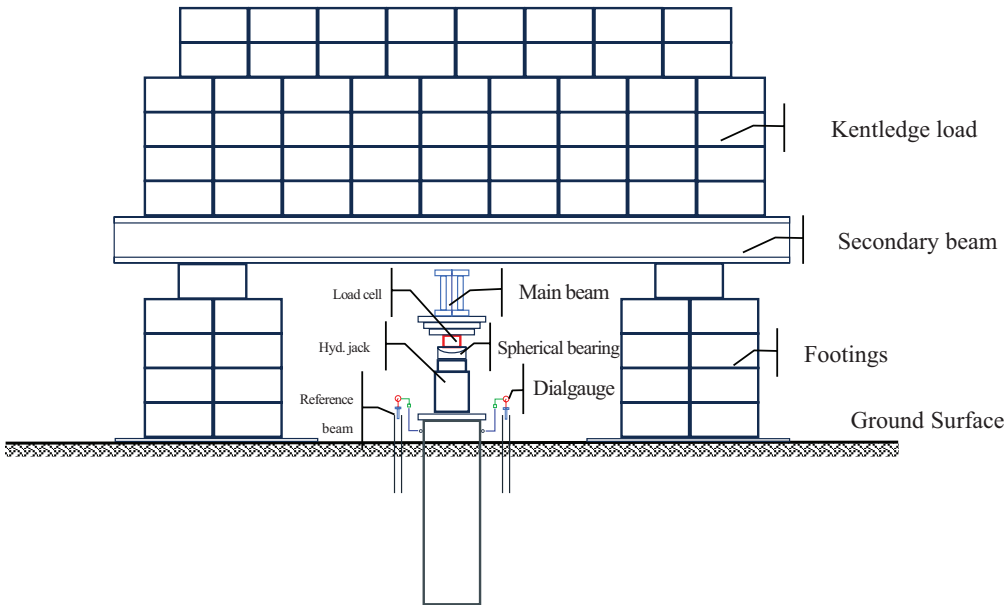 Kentledge load
Secondary beam
Load cell
Main beam
Hyd. jack
Spherical bearing
Footings
Dialgauge
Reference
beam
Ground Surface